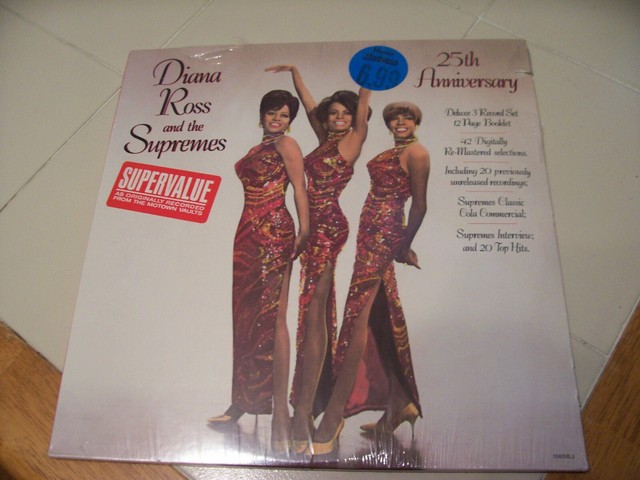 Diana
Ross
and the
Supremes
SUPERVALUE
AS ORIGINALLY RECORDED
FROM THE MOTOWN VAULTS
6.99
25th
Anniversary
Deluxe 3 Record Set
12 Page Booklet
42 Digitally
Re-Mastered selections.
Including 20 previously
unreleased recordings;
Supremes Classic
Cola Commercial;
Supremes Interview;
and 20 Top Hits.